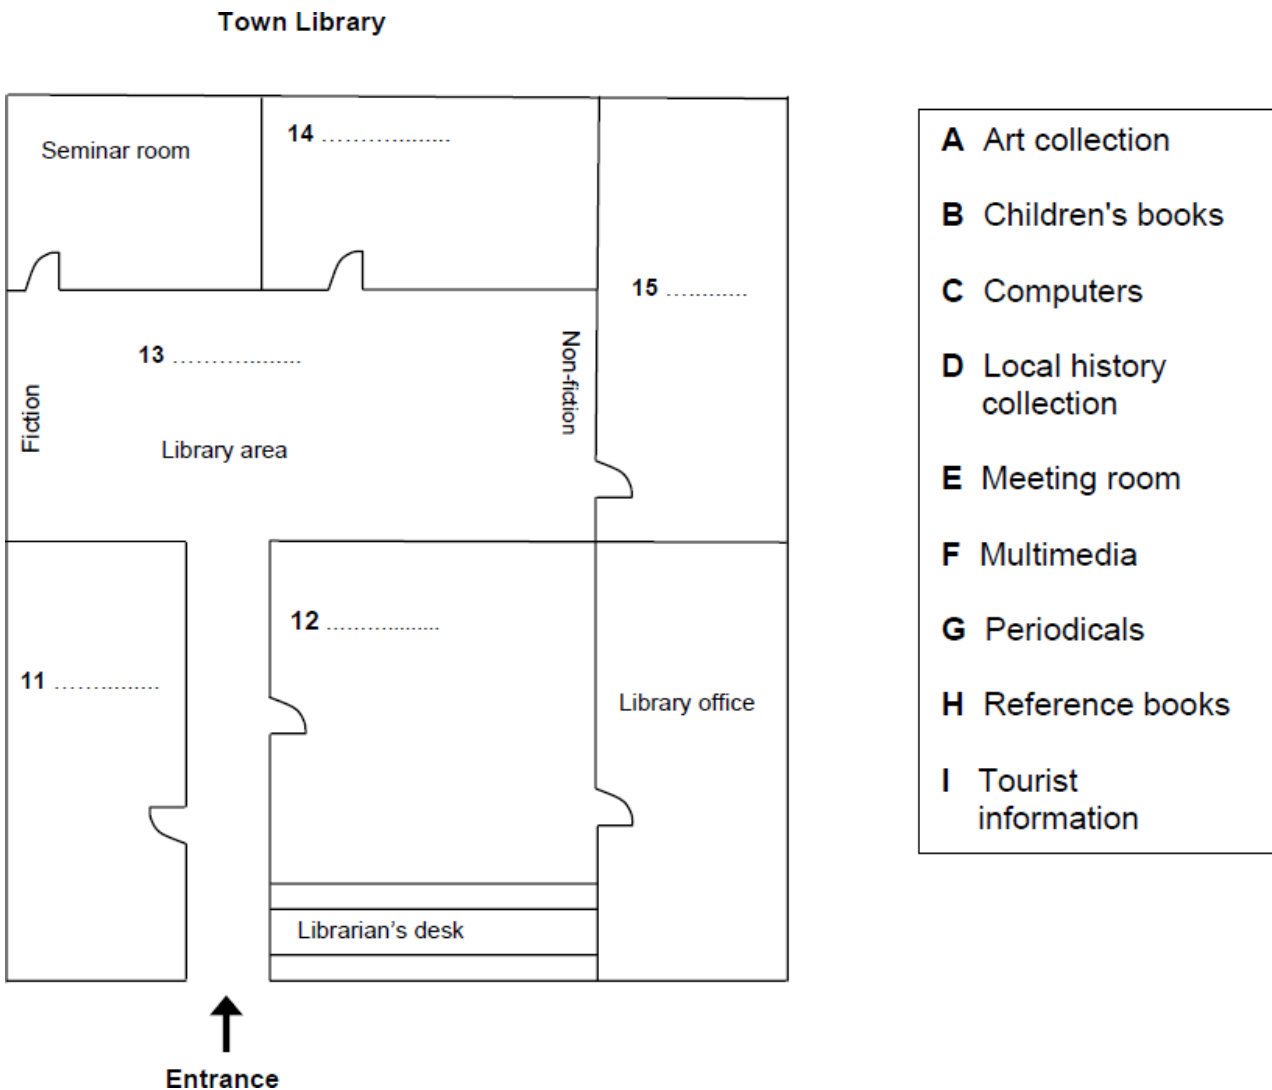 Town Library
Seminar room
14 ....................
15 ..............
13 ....................
Fiction
Non-fiction
Library area
12 ..................
11 ..................
Library office
Librarian's desk
Entrance
A Art collection
B Children's books
C Computers
D Local history
collection
E Meeting room
F Multimedia
G Periodicals
H Reference books
I Tourist
information